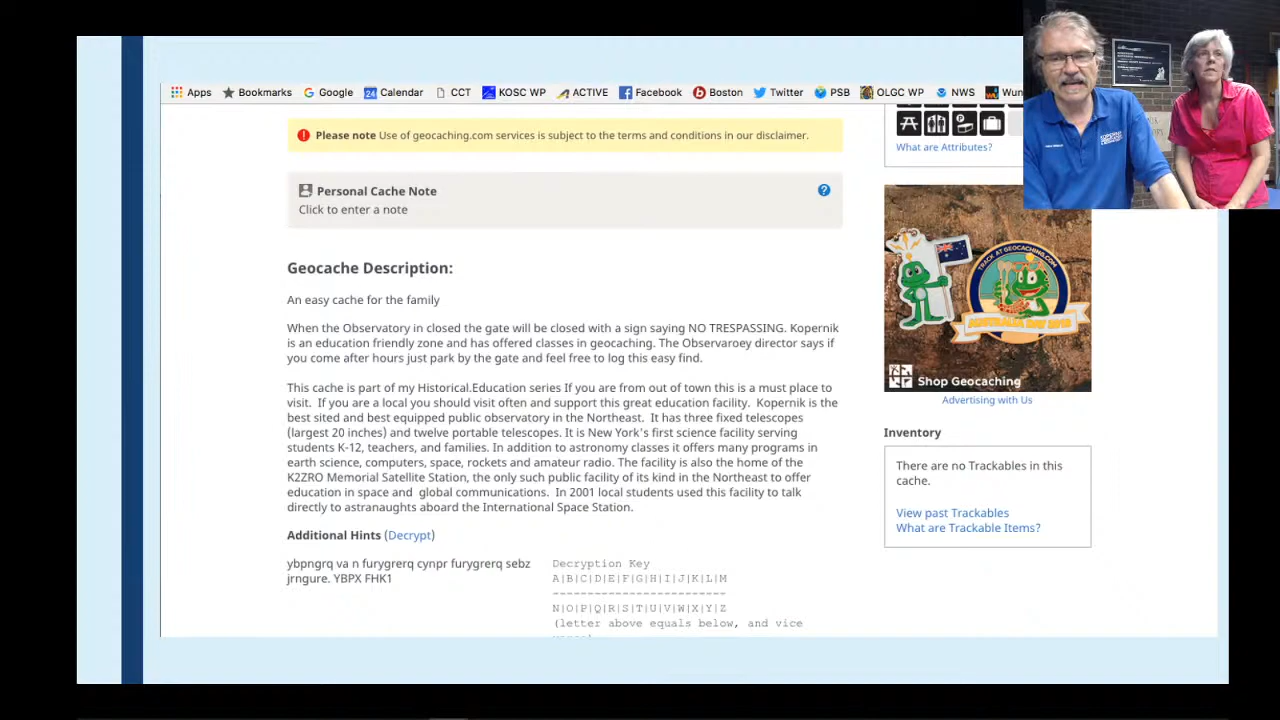 Apps Bookmarks Google Calendar CCT KOSC WP ACTIVE Facebook Boston Twitter PSB OLGC WP NWS Wun
Please note Use of geocaching.com services is subject to the terms and conditions in our disclaimer.
What are Attributes?
Personal Cache Note
Click to enter a note
Geocache Description:
An easy cache for the family
When the Observatory in closed the gate will be closed with a sign saying NO TRESPASSING. Kopernik
is an education friendly zone and has offered classes in geocaching. The Observaroey director says if
you come after hours just park by the gate and feel free to log this easy find.
This cache is part of my Historical.Education series If you are from out of town this is a must place to
visit. If you are a local you should visit often and support this great education facility. Kopernik is the
best sited and best equipped public observatory in the Northeast. It has three fixed telescopes
(largest 20 inches) and twelve portable telescopes. It is New York's first science facility serving
students K-12, teachers, and families. In addition to astronomy classes it offers many programs in
earth science, computers, space, rockets and amateur radio. The facility is also the home of the
K2ZRO Memorial Satellite Station, the only such public facility of its kind in the Northeast to offer
education in space and global communications. In 2001 local students used this facility to talk
directly to astranaughts aboard the International Space Station.
Additional Hints (Decrypt)
ybpngrq va n furygrerq cynpr furygrerq sebz
jrngure. YBPX FHK1
Decryption Key
A|B|C|D|E|F|G|H|I|J|K|L|M
-------------------------
N|O|P|Q|R|S|T|U|V|W|X|Y|Z
(letter above equals below, and vice
TRACK AT GEOCACHING.COM
Shop Geocaching
Advertising with Us
Inventory
There are no Trackables in this
cache.
View past Trackables
What are Trackable Items?